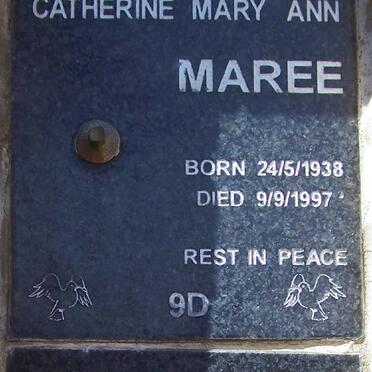 CATHERINE MARY ANN
MAREE
BORN 24/5/1938
DIED 9/9/1997
REST IN PEACE
9D